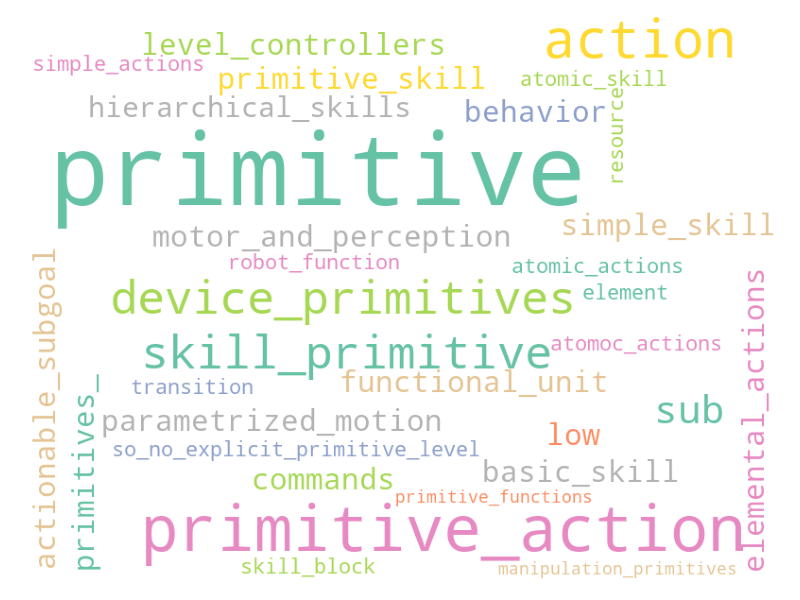 action
level_controllers
simple_actions
primitive_skill
atomic_skill
hierarchical_skills
behavior
resource
primitive
motor_and_perception
simple_skill
robot_function
atomic_actions
device_primitives
element
actionable_subgoal
elemental_actions
skill_primitive
atomoc_actions
transition
functional_unit
primitives_
parametrized_motion
sub
low
so_no_explicit_primitive_level
commands
basic_skill
primitive_functions
primitive_action
skill_block
manipulation_primitives